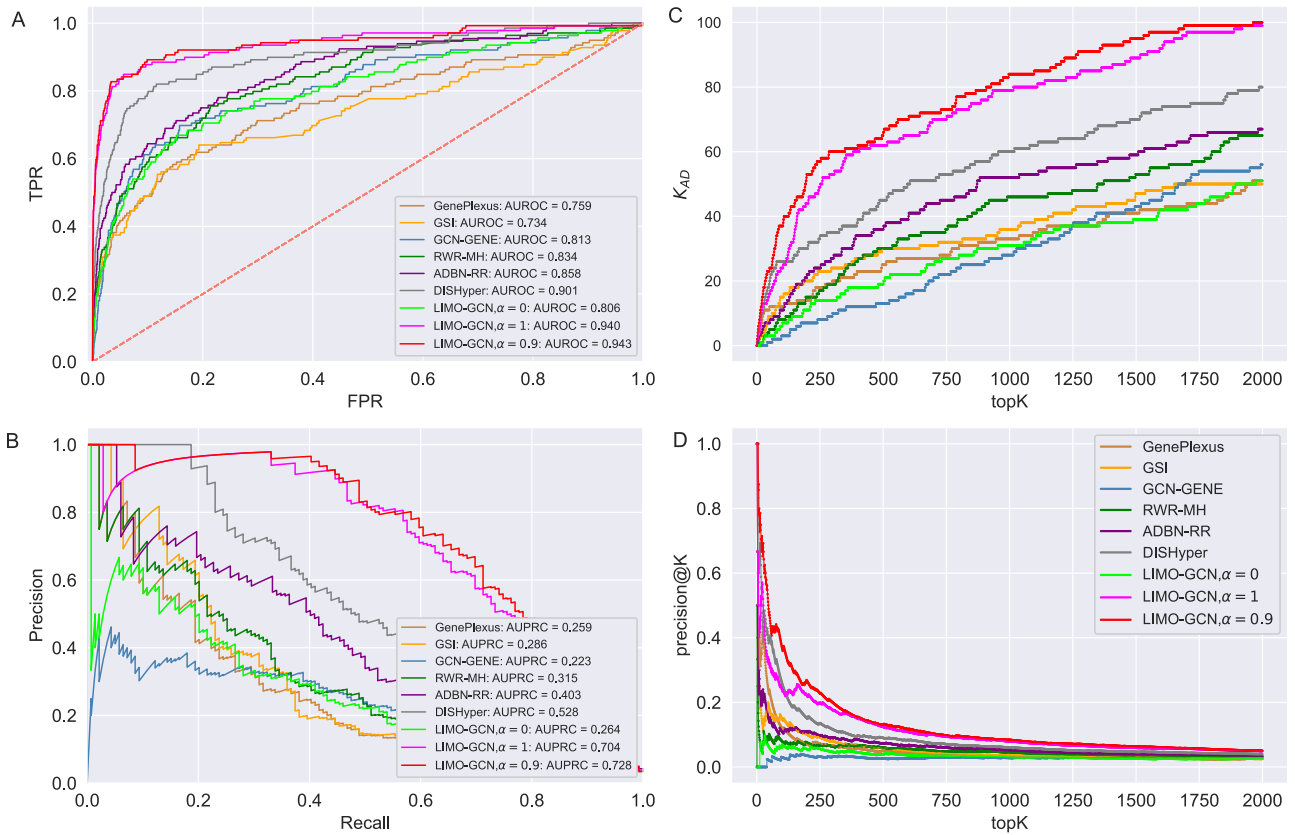 A
1.0
0.8
0.6
0.4
0.2
0.0
TPR
GenePlexus: AUROC = 0.759
GSI: AUROC = 0.734
GCN-GENE: AUROC = 0.813
RWR-MH: AUROC = 0.834
ADBN-RR: AUROC = 0.858
DISHyper: AUROC = 0.901
LIMO-GCN,α = 0: AUROC = 0.806
LIMO-GCN,α = 1: AUROC = 0.940
LIMO-GCN,α = 0.9: AUROC = 0.943
0.0 0.2 0.4 0.6 0.8 1.0
FPR
C
100
80
60
40
20
0
K_AD
0 250 500 750 1000 1250 1500 1750 2000
topK
B
1.0
0.8
0.6
0.4
0.2
0.0
Precision
GenePlexus: AUPRC = 0.259
GSI: AUPRC = 0.286
GCN-GENE: AUPRC = 0.223
RWR-MH: AUPRC = 0.315
ADBN-RR: AUPRC = 0.403
DISHyper: AUPRC = 0.528
LIMO-GCN,α = 0: AUPRC = 0.264
LIMO-GCN,α = 1: AUPRC = 0.704
LIMO-GCN,α = 0.9: AUPRC = 0.728
0.0 0.2 0.4 0.6 0.8 1.0
Recall
D
1.0
0.8
0.6
0.4
0.2
0.0
precision@K
GenePlexus
GSI
GCN-GENE
RWR-MH
ADBN-RR
DISHyper
LIMO-GCN,α = 0
LIMO-GCN,α = 1
LIMO-GCN,α = 0.9
0 250 500 750 1000 1250 1500 1750 2000
topK